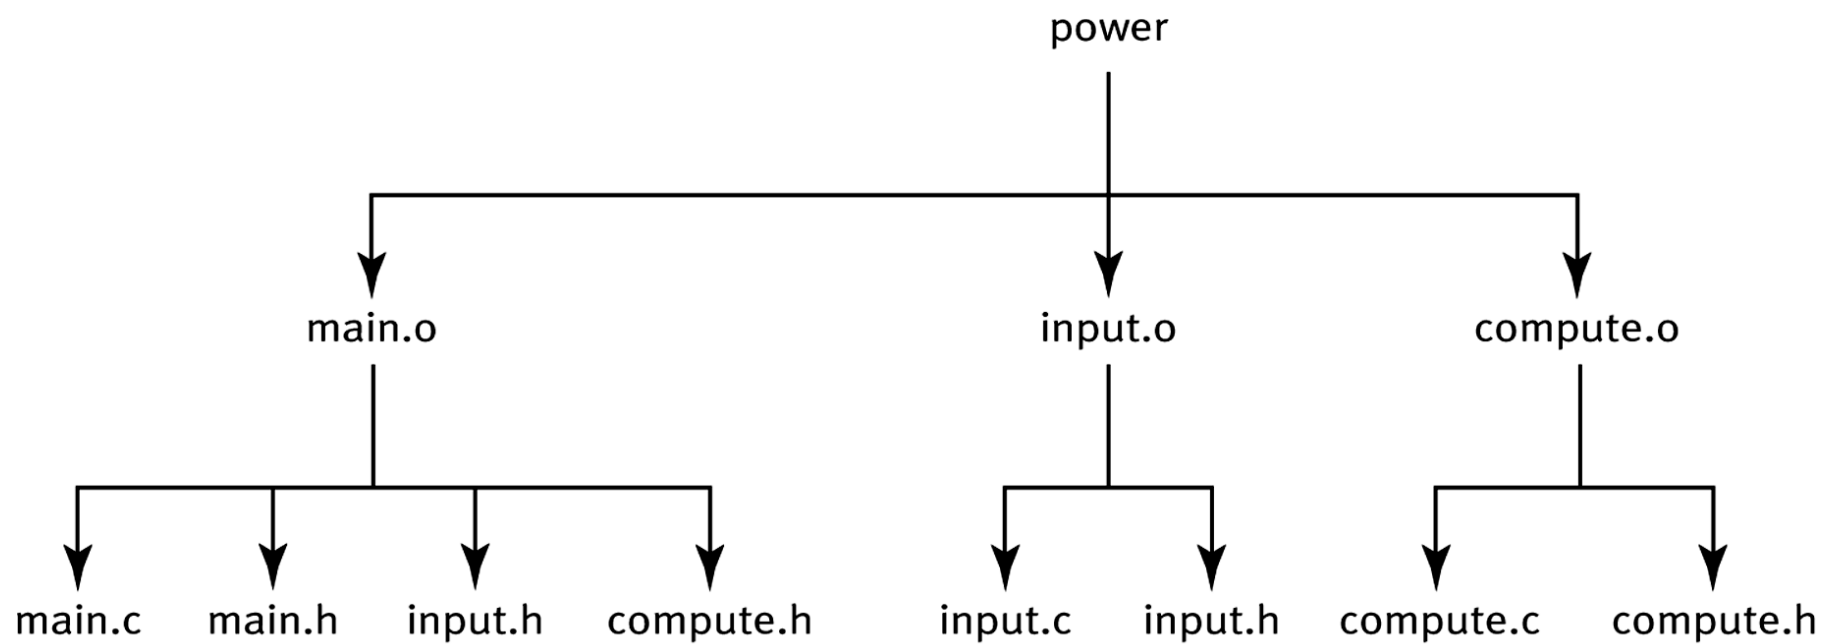 power
main.o input.o compute.o
main.c main.h input.h compute.h input.c input.h compute.c compute.h